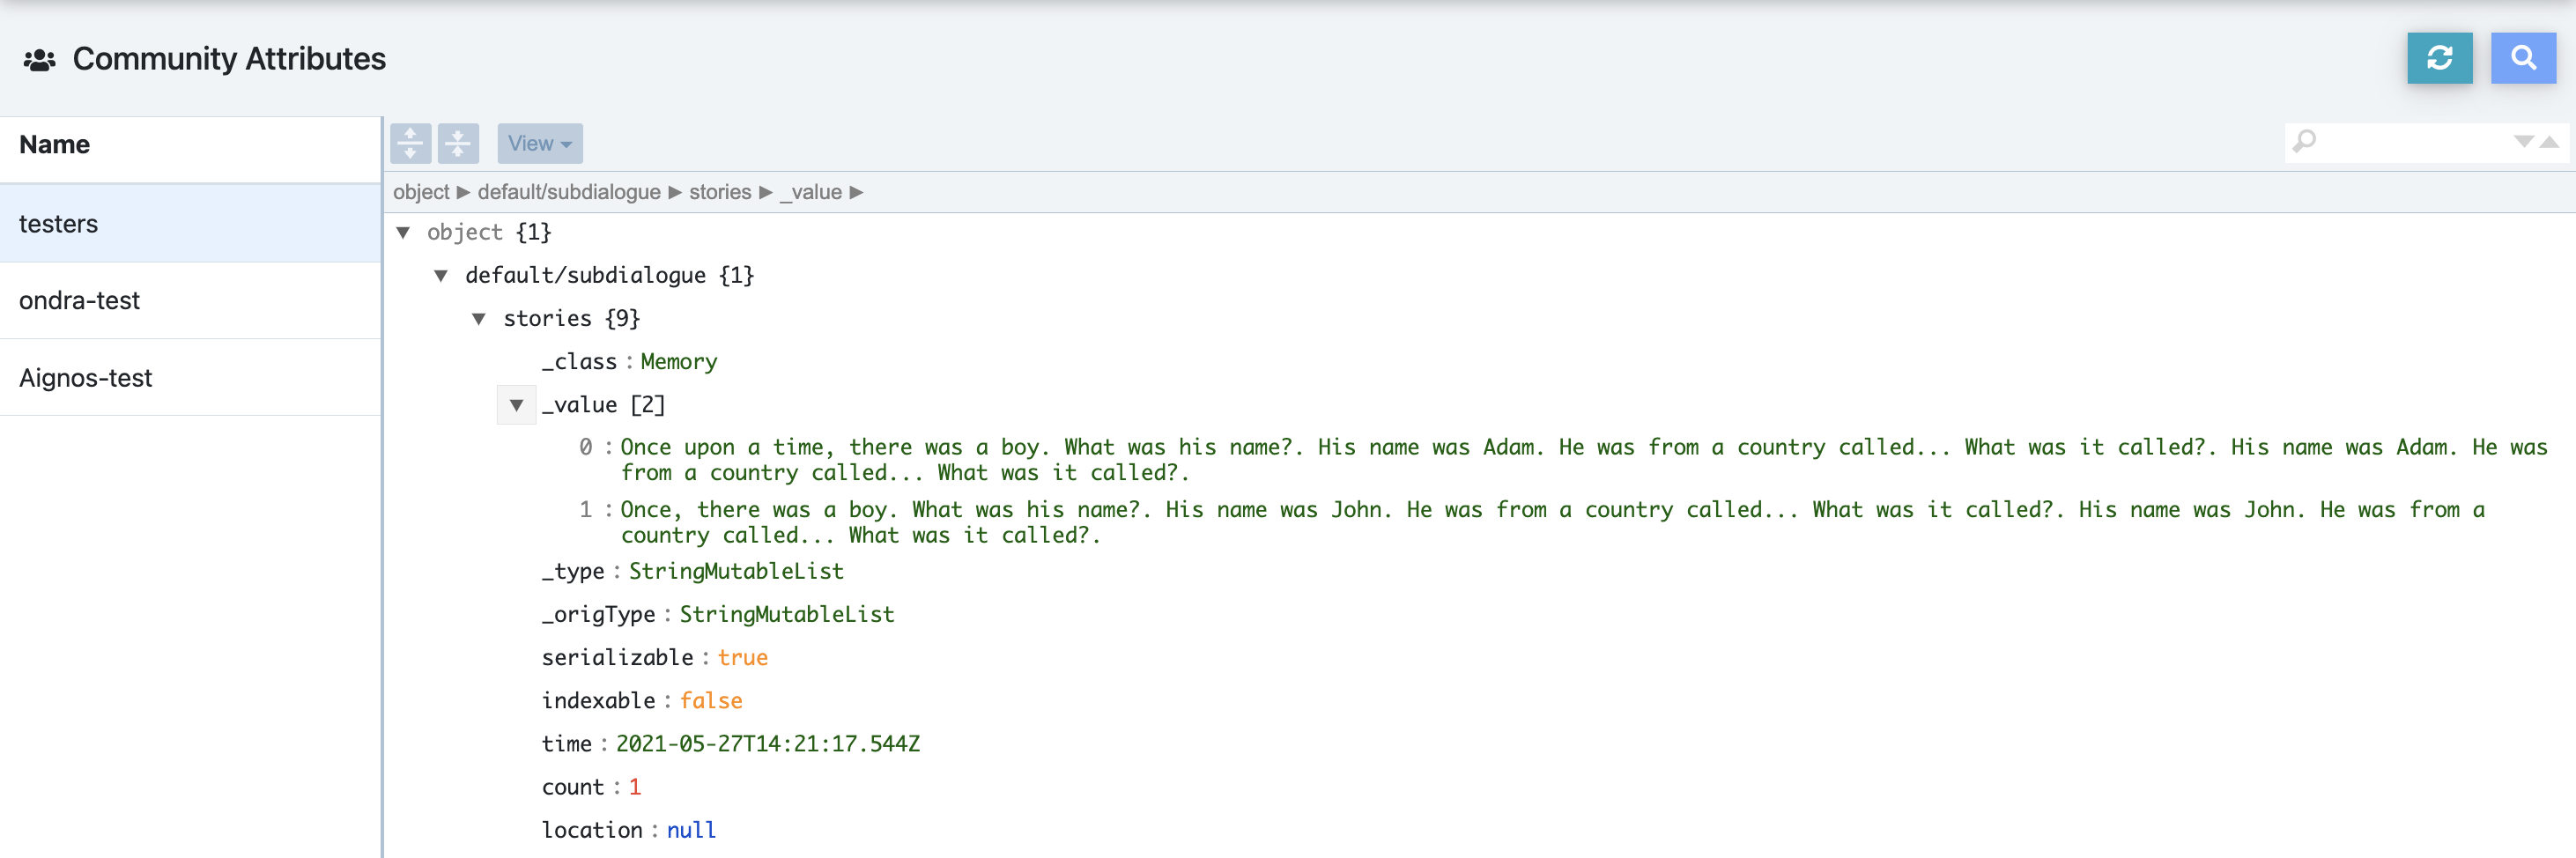 Community Attributes
Name
testers
ondra-test
Aignos-test
View
object ► default/subdialogue ► stories ► _value ►
object {1}
default/subdialogue {1}
stories {9}
_class : Memory
_value [2]
0 : Once upon a time, there was a boy. What was his name?. His name was Adam. He was from a country called... What was it called?. His name was Adam. He was
from a country called... What was it called?.
1 : Once, there was a boy. What was his name?. His name was John. He was from a country called... What was it called?. His name was John. He was from a
country called... What was it called?.
_type : StringMutableList
_origType : StringMutableList
serializable : true
indexable : false
time : 2021-05-27T14:21:17.544Z
count : 1
location : null